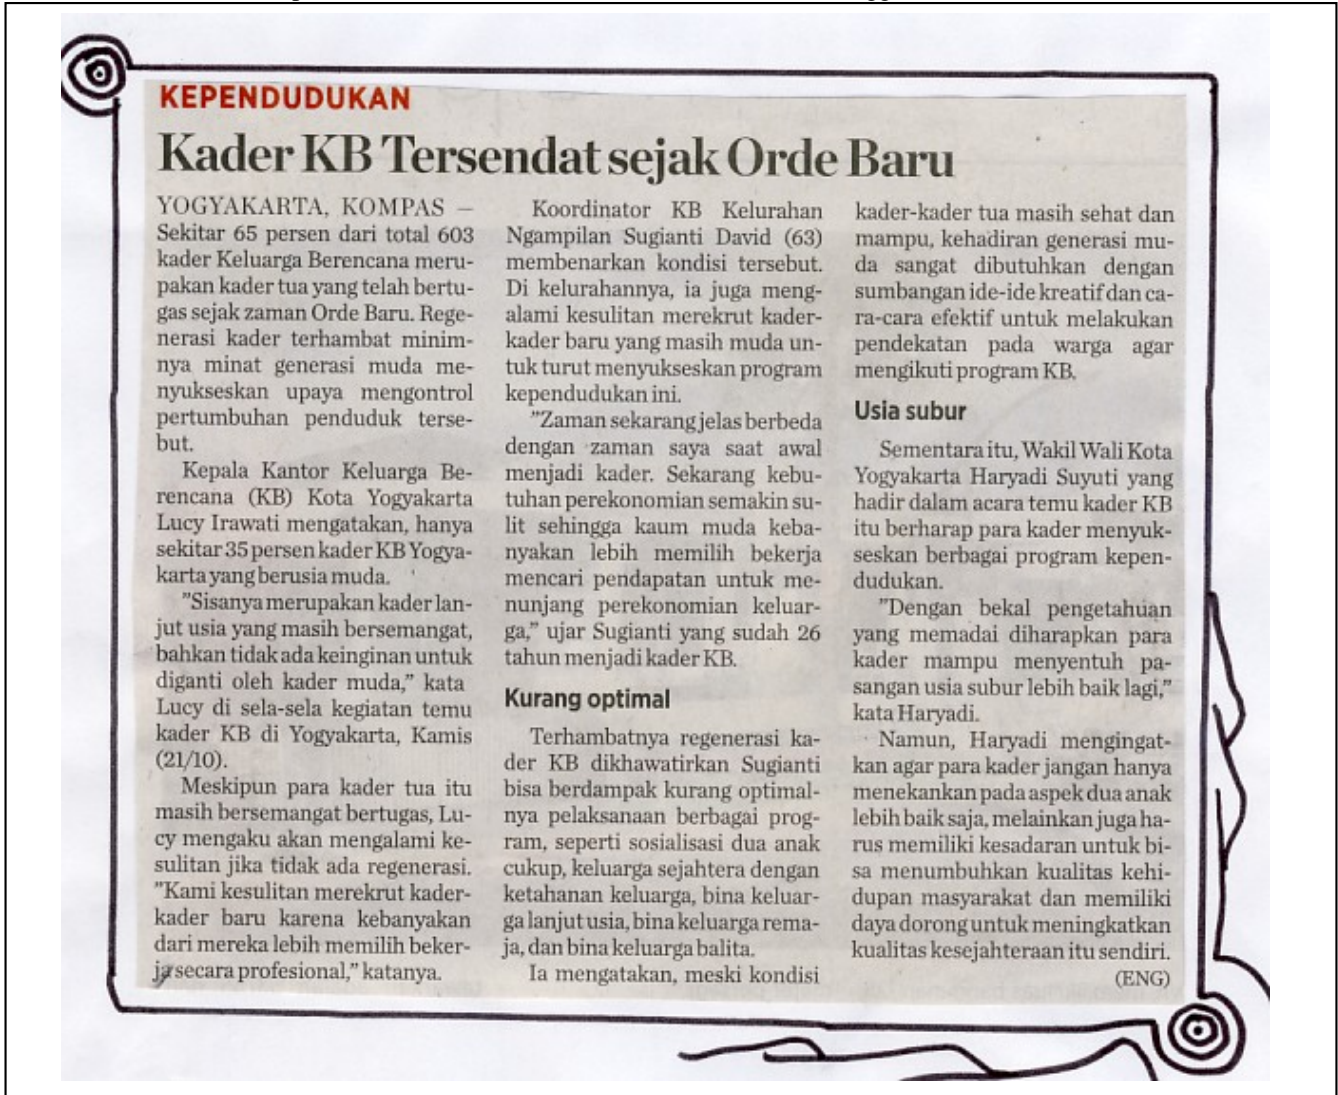 KEPENDUDUKAN
Kader KB Tersendat sejak Orde Baru
YOGYAKARTA, KOMPAS —
Sekitar 65 persen dari total 603
kader Keluarga Berencana meru-
pakan kader tua yang telah bertu-
gas sejak zaman Orde Baru. Rege-
nerasi kader terhambat minim-
nya minat generasi muda me-
nyukseskan upaya mengontrol
pertumbuhan penduduk terse-
but.
Kepala Kantor Keluarga Be-
rencana (KB) Kota Yogyakarta
Lucy Irawati mengatakan, hanya
sekitar 35 persen kader KB Yogya-
karta yang berusia muda.
"Sisanya merupakan kader lan-
jut usia yang masih bersemangat,
bahkan tidak ada keinginan untuk
diganti oleh kader muda," kata
Lucy di sela-sela kegiatan temu
kader KB di Yogyakarta, Kamis
(21/10).
Meskipun para kader tua itu
masih bersemangat bertugas, Lu-
cy mengaku akan mengalami ke-
sulitan jika tidak ada regenerasi.
"Kami kesulitan merekrut kader-
kader baru karena kebanyakan
dari mereka lebih memilih beker-
ja secara profesional," katanya.
Koordinator KB Kelurahan
Ngampilan Sugianti David (63)
membenarkan kondisi tersebut.
Di kelurahannya, ia juga meng-
alami kesulitan merekrut kader-
kader baru yang masih muda un-
tuk turut menyukseskan program
kependudukan ini.
"Zaman sekarang jelas berbeda
dengan zaman saya saat awal
menjadi kader. Sekarang kebu-
tuhan perekonomian semakin su-
lit sehingga kaum muda keba-
nyakan lebih memilih bekerja
mencari pendapatan untuk me-
nunjang perekonomian keluar-
ga," ujar Sugianti yang sudah 26
tahun menjadi kader KB.
Kurang optimal
Terhambatnya regenerasi ka-
der KB dikhawatirkan Sugianti
bisa berdampak kurang optimal-
nya pelaksanaan berbagai prog-
ram, seperti sosialisasi dua anak
cukup, keluarga sejahtera dengan
ketahanan keluarga, bina keluar-
ga lanjut usia, bina keluarga rema-
ja, dan bina keluarga balita.
Ia mengatakan, meski kondisi
kader-kader tua masih sehat dan
mampu, kehadiran generasi mu-
da sangat dibutuhkan dengan
sumbangan ide-ide kreatif dan ca-
ra-cara efektif untuk melakukan
pendekatan pada warga agar
mengikuti program KB.
Usia subur
Sementara itu, Wakil Wali Kota
Yogyakarta Haryadi Suyuti yang
hadir dalam acara temu kader KB
itu berharap para kader menyuk-
seskan berbagai program kepen-
dudukan.
"Dengan bekal pengetahuan
yang memadai diharapkan para
kader mampu menyentuh pa-
sangan usia subur lebih baik lagi,"
kata Haryadi.
Namun, Haryadi mengingat-
kan agar para kader jangan hanya
menekankan pada aspek dua anak
lebih baik saja, melainkan juga ha-
rus memiliki kesadaran untuk bi-
sa menumbuhkan kualitas kehi-
dupan masyarakat dan memiliki
daya dorong untuk meningkatkan
kualitas kesejahteraan itu sendiri.
(ENG)